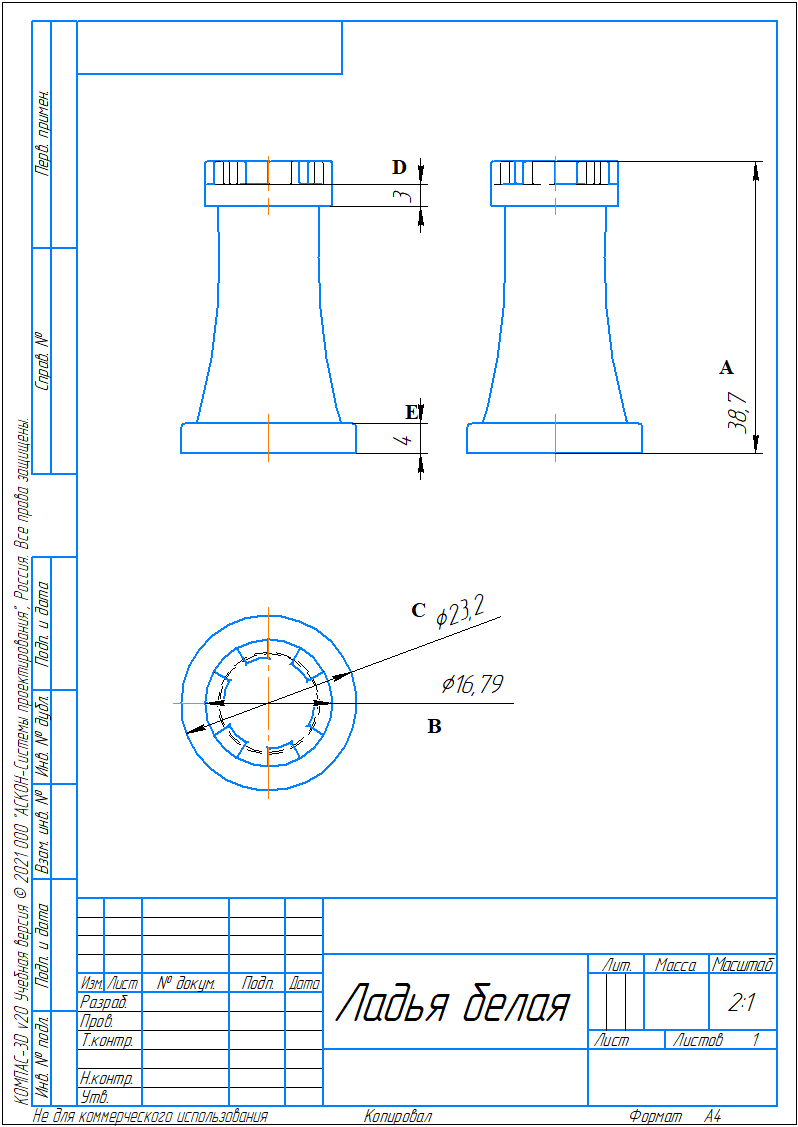 Перв. примен.
Справ. №
Подп. и дата
Инв. № дубл.
Взам. инв. №
Подп. и дата
Инв. № подл.
КОМПАС-3D v20 Учебная версия © 2021 ООО "АСКОН-Системы проектирования", Россия. Все права защищены.
D
3
A
38,7
E
4
C
⌀23,2
⌀16,79
B
Изм. Лист № докум. Подп. Дата
Разраб.
Пров.
Т.контр.
Н.контр.
Утв.
Ладья белая
Лит. Масса Масштаб
2:1
Лист Листов 1
Не для коммерческого использования Копировал Формат A4